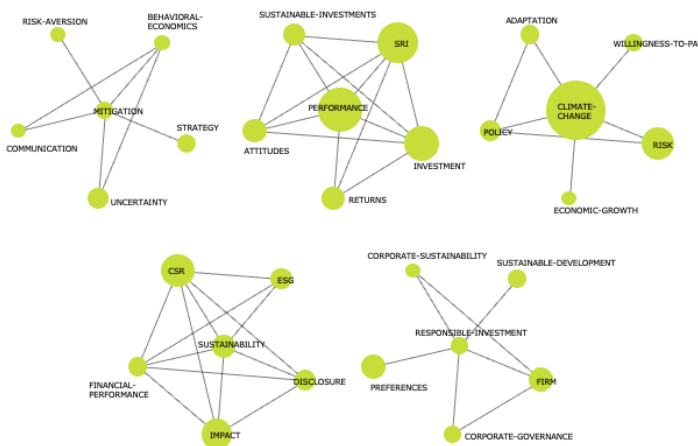 RISK-AVERSION
BEHAVIORAL-
ECONOMICS
MITIGATION
COMMUNICATION
STRATEGY
UNCERTAINTY
SUSTAINABLE-INVESTMENTS
SRI
PERFORMANCE
ATTITUDES
INVESTMENT
RETURNS
ADAPTATION
WILLINGNESS-TO-PA
CLIMATE-
CHANGE
POLICY
RISK
ECONOMIC-GROWTH
CSR
ESG
SUSTAINABILITY
FINANCIAL-
PERFORMANCE
DISCLOSURE
IMPACT
CORPORATE-SUSTAINABILITY
SUSTAINABLE-DEVELOPMENT
RESPONSIBLE-INVESTMENT
PREFERENCES
FIRM
CORPORATE-GOVERNANCE